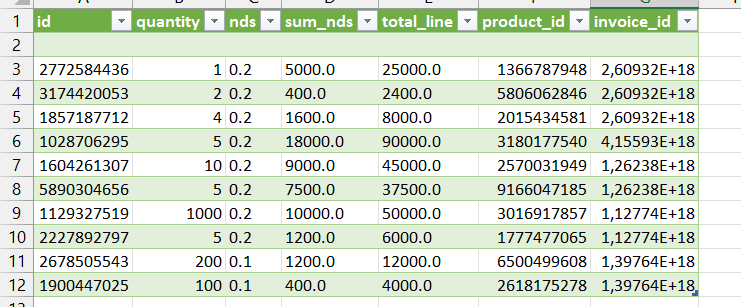 1 id quantity nds sum_nds total_line product_id invoice_id
2
3 2772584436 1 0.2 5000.0 25000.0 1366787948 2,60932E+18
4 3174420053 2 0.2 400.0 2400.0 5806062846 2,60932E+18
5 1857187712 4 0.2 1600.0 8000.0 2015434581 2,60932E+18
6 1028706295 5 0.2 18000.0 90000.0 3180177540 4,15593E+18
7 1604261307 10 0.2 9000.0 45000.0 2570031949 1,26238E+18
8 5890304656 5 0.2 7500.0 37500.0 9166047185 1,26238E+18
9 1129327519 1000 0.2 10000.0 50000.0 3016917857 1,12774E+18
10 2227892797 5 0.2 1200.0 6000.0 1777477065 1,12774E+18
11 2678505543 200 0.1 1200.0 12000.0 6500499608 1,39764E+18
12 1900447025 100 0.1 400.0 4000.0 2618175278 1,39764E+18